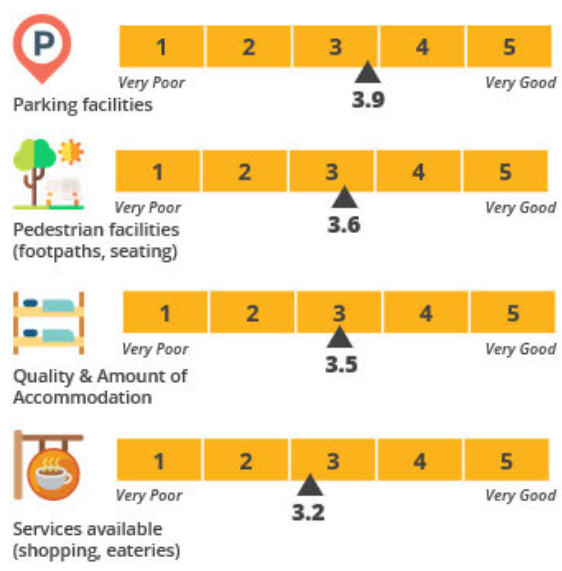 P
1 2 3 4 5
Very Poor Very Good
Parking facilities
3.9
1 2 3 4 5
Very Poor Very Good
Pedestrian facilities
(footpaths, seating)
3.6
1 2 3 4 5
Very Poor Very Good
3.5
Quality & Amount of
Accommodation
1 2 3 4 5
Very Poor Very Good
3.2
Services available
(shopping, eateries)